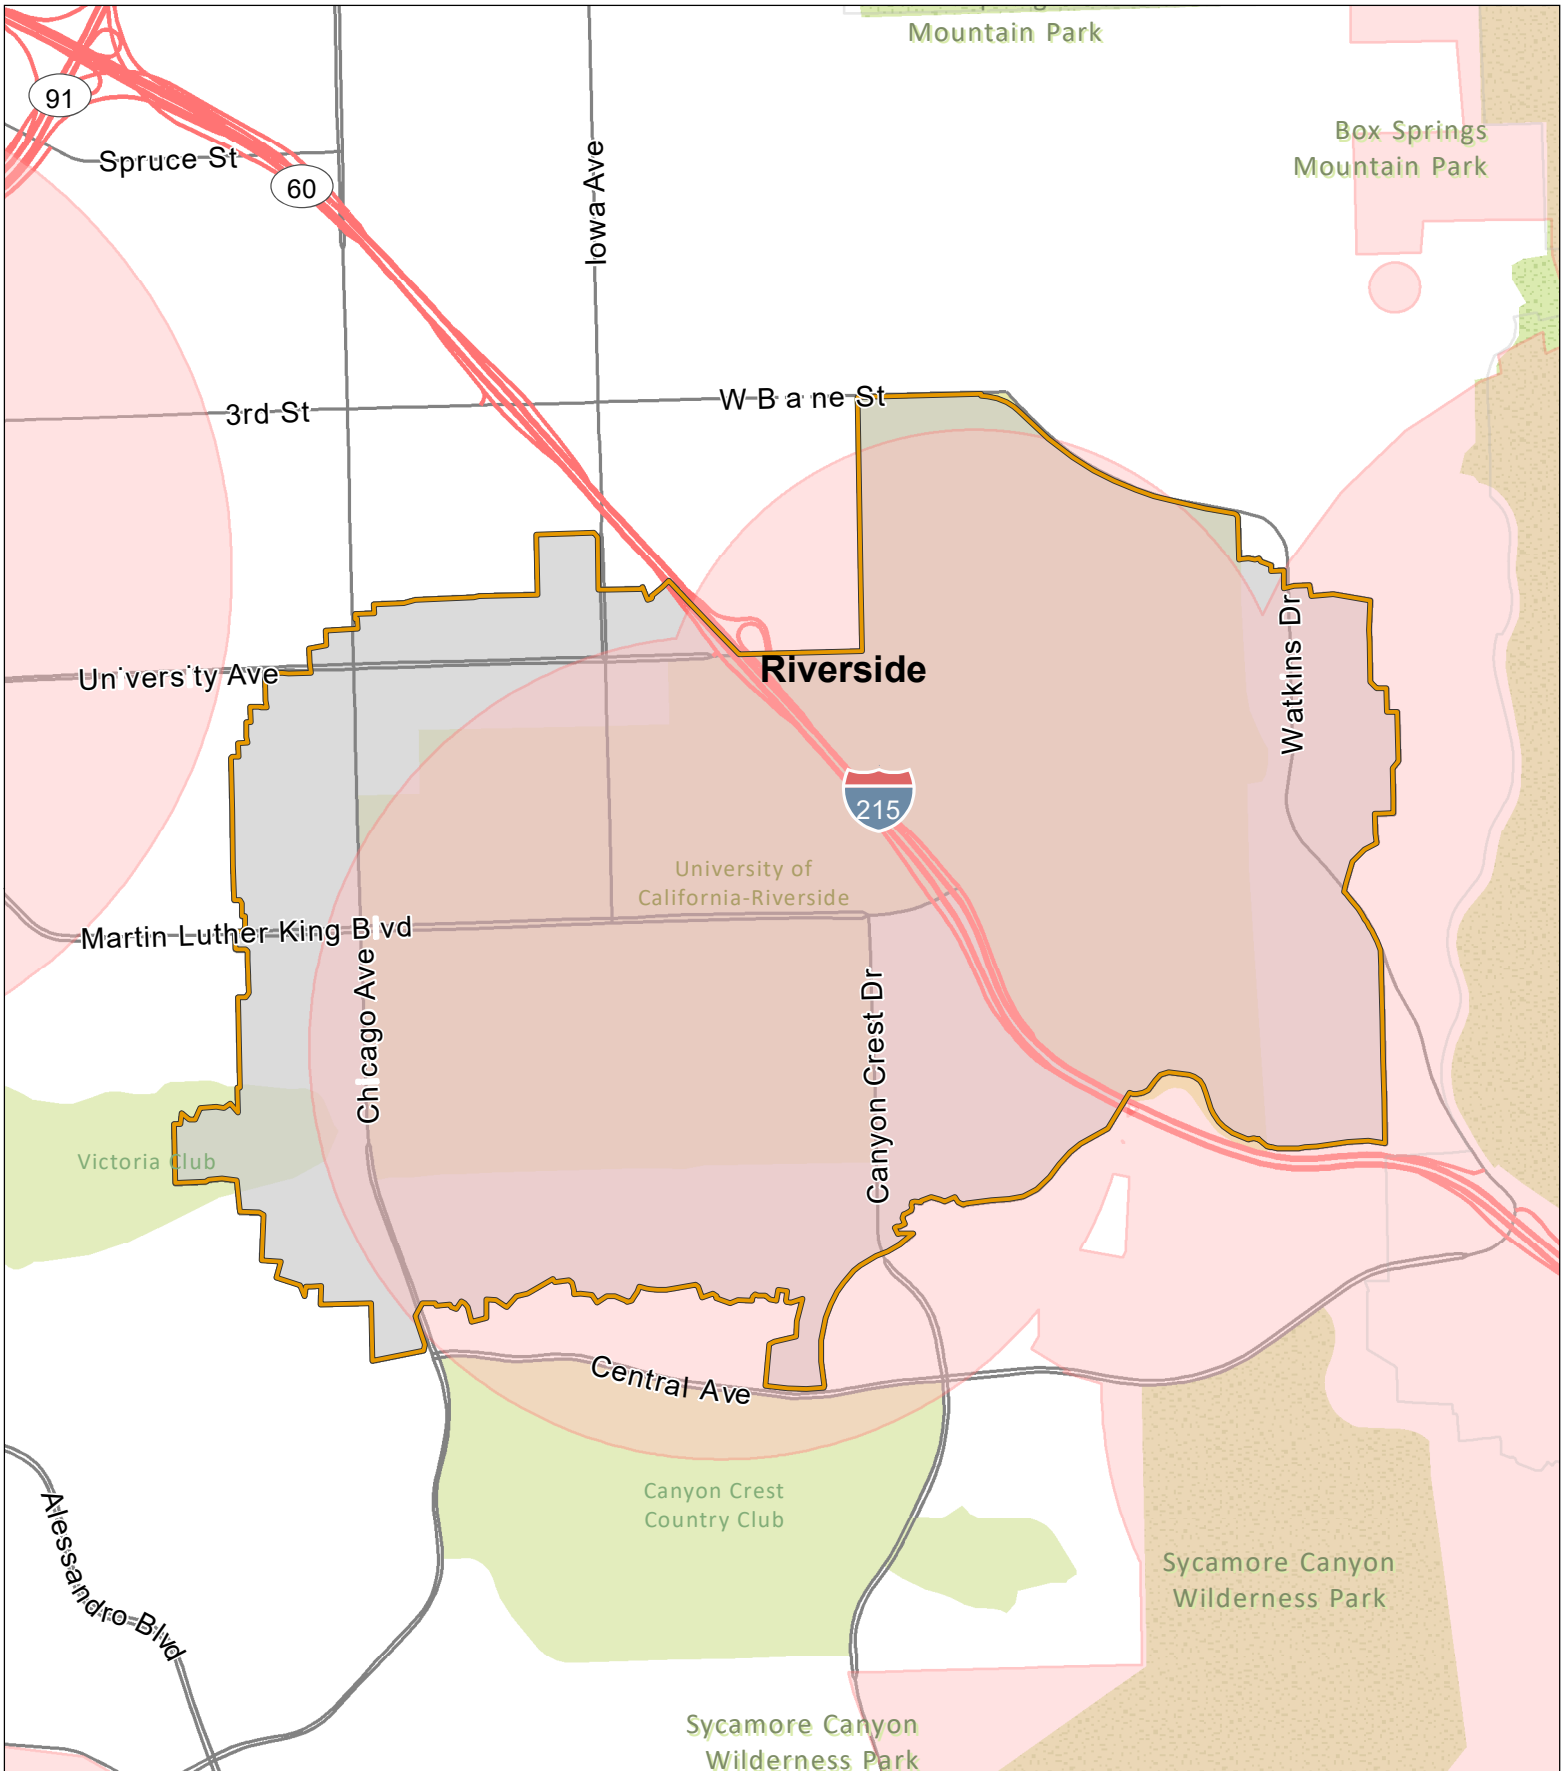 Mountain Park
91
Box Springs
Mountain Park
Spruce St
60
Iowa Ave
3rd St
W B a ne St
University Ave
Riverside
Watkins Dr
215
University of
California-Riverside
Martin Luther King B vd
Chicago Ave
Canyon Crest Dr
Victoria Club
Central Ave
Canyon Crest
Country Club
Alessandro Blvd
Sycamore Canyon
Wilderness Park
Sycamore Canyon
Wilderness Park